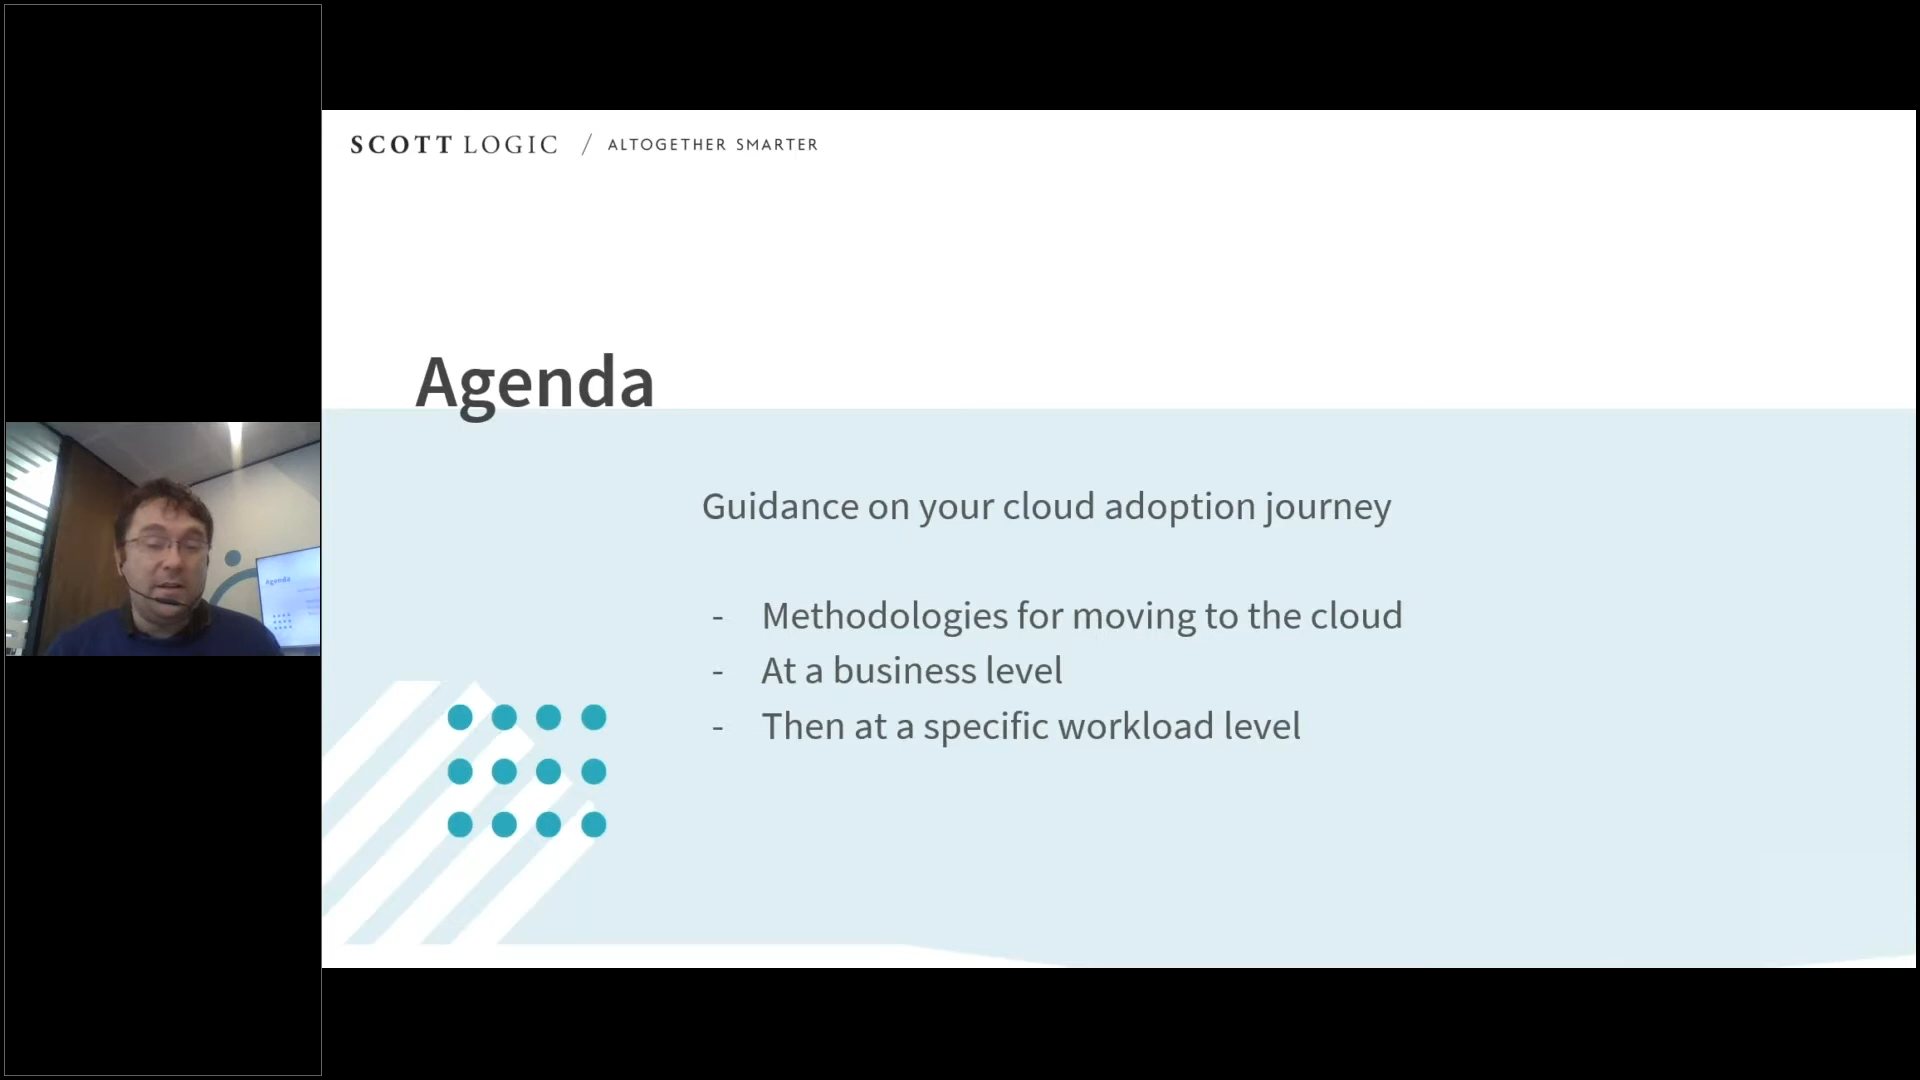 SCOTT LOGIC / ALTOGETHER SMARTER
Agenda
Guidance on your cloud adoption journey
- Methodologies for moving to the cloud
- At a business level
- Then at a specific workload level
Agenda